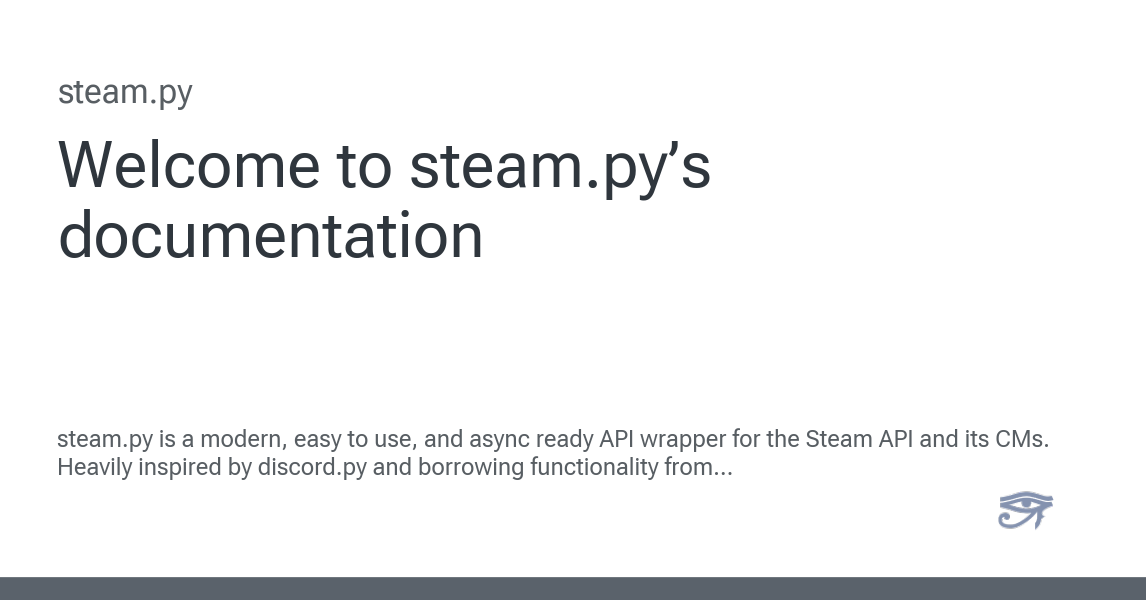 steam.py
Welcome to steam.py’s
documentation
steam.py is a modern, easy to use, and async ready API wrapper for the Steam API and its CMs.
Heavily inspired by discord.py and borrowing functionality from...